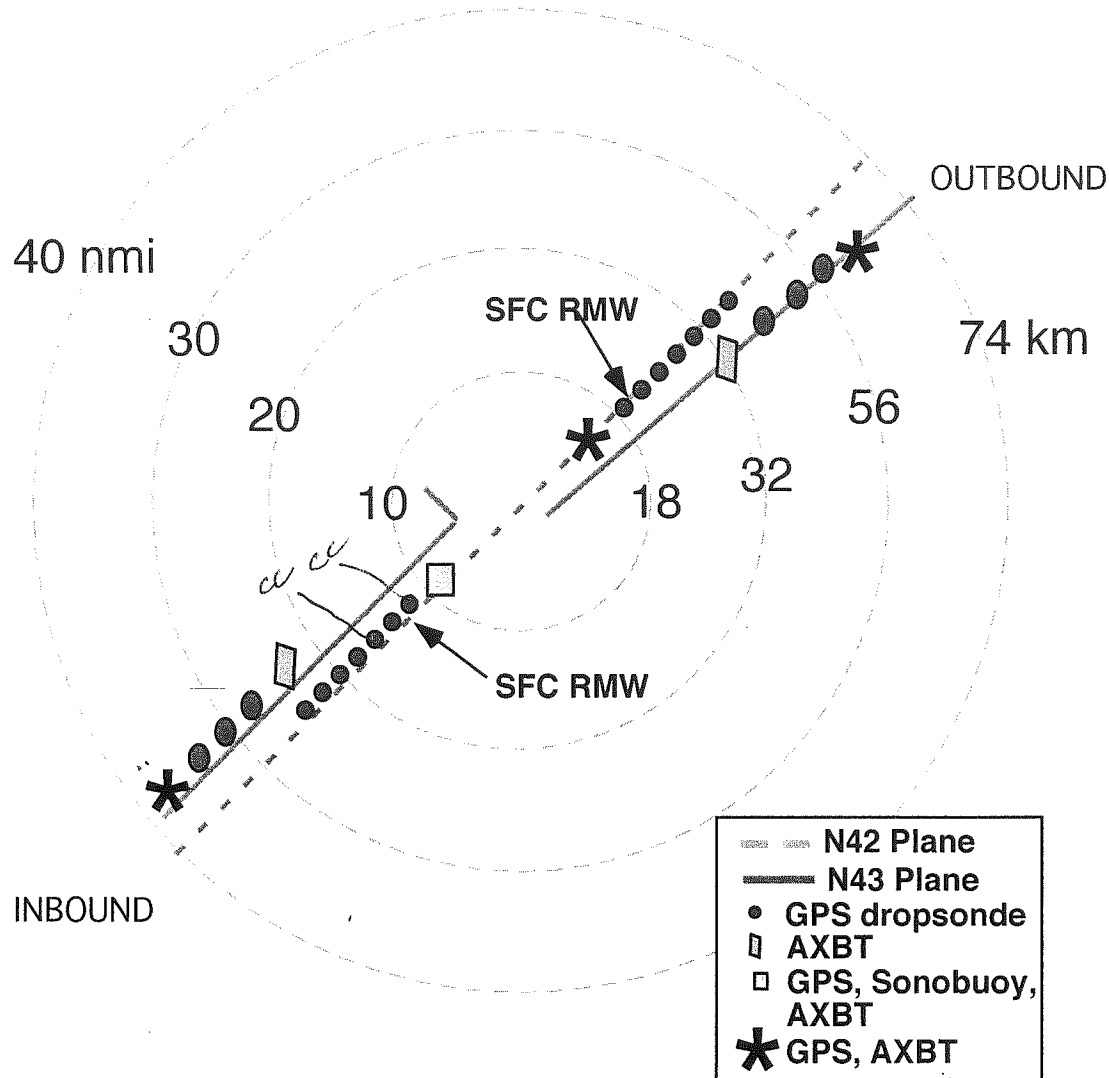 OUTBOUND
40 nmi
SFC RMW
30
74 km
20
56
32
10
18
SFC RMW
INBOUND
N42 Plane
N43 Plane
GPS dropsonde
AXBT
GPS, Sonobuoy,
AXBT
GPS, AXBT